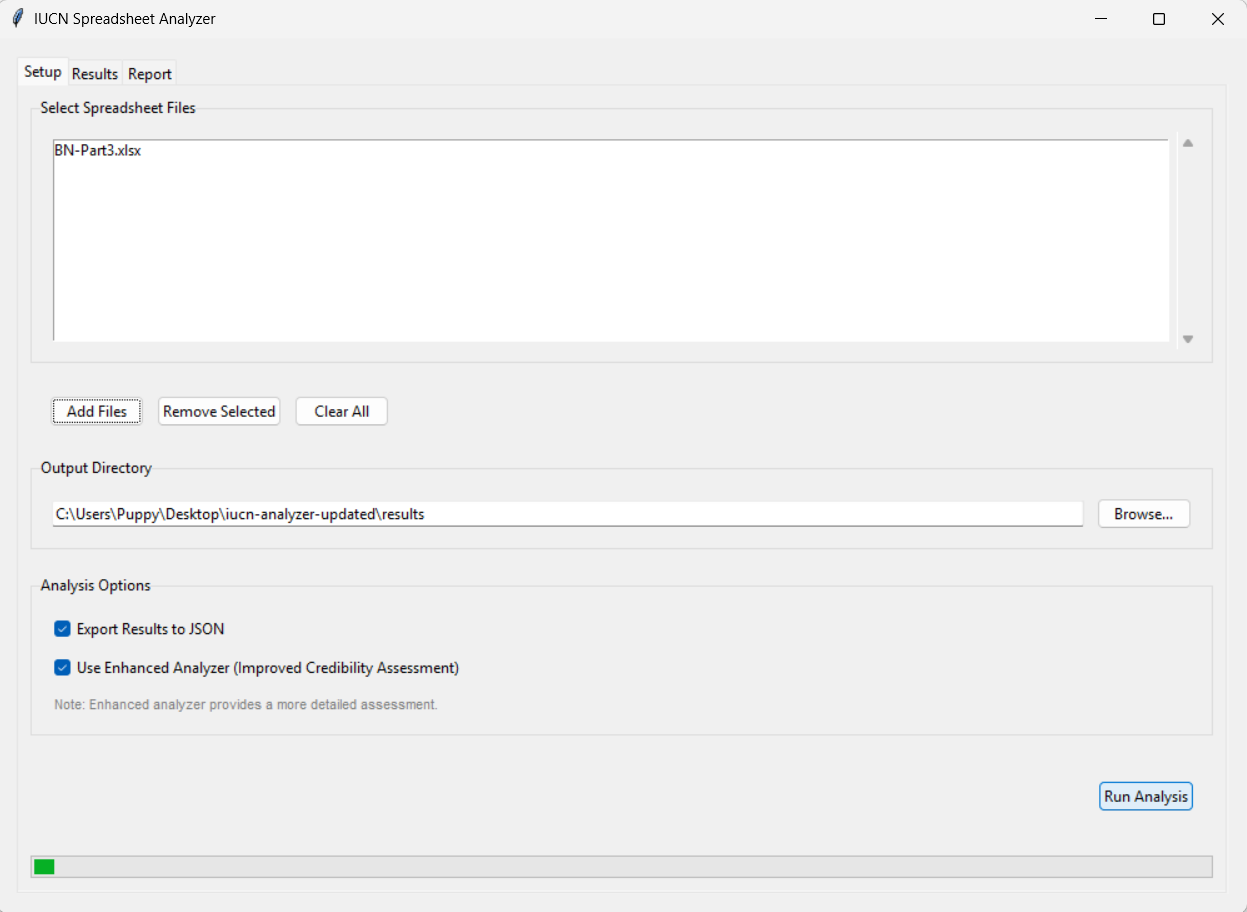 IUCN Spreadsheet Analyzer
Setup Results Report
Select Spreadsheet Files
BN-Part3.xlsx
Add Files Remove Selected Clear All
Output Directory
C:\Users\Puppy\Desktop\iucn-analyzer-updated\results Browse...
Analysis Options
Export Results to JSON
Use Enhanced Analyzer (Improved Credibility Assessment)
Note: Enhanced analyzer provides a more detailed assessment.
Run Analysis